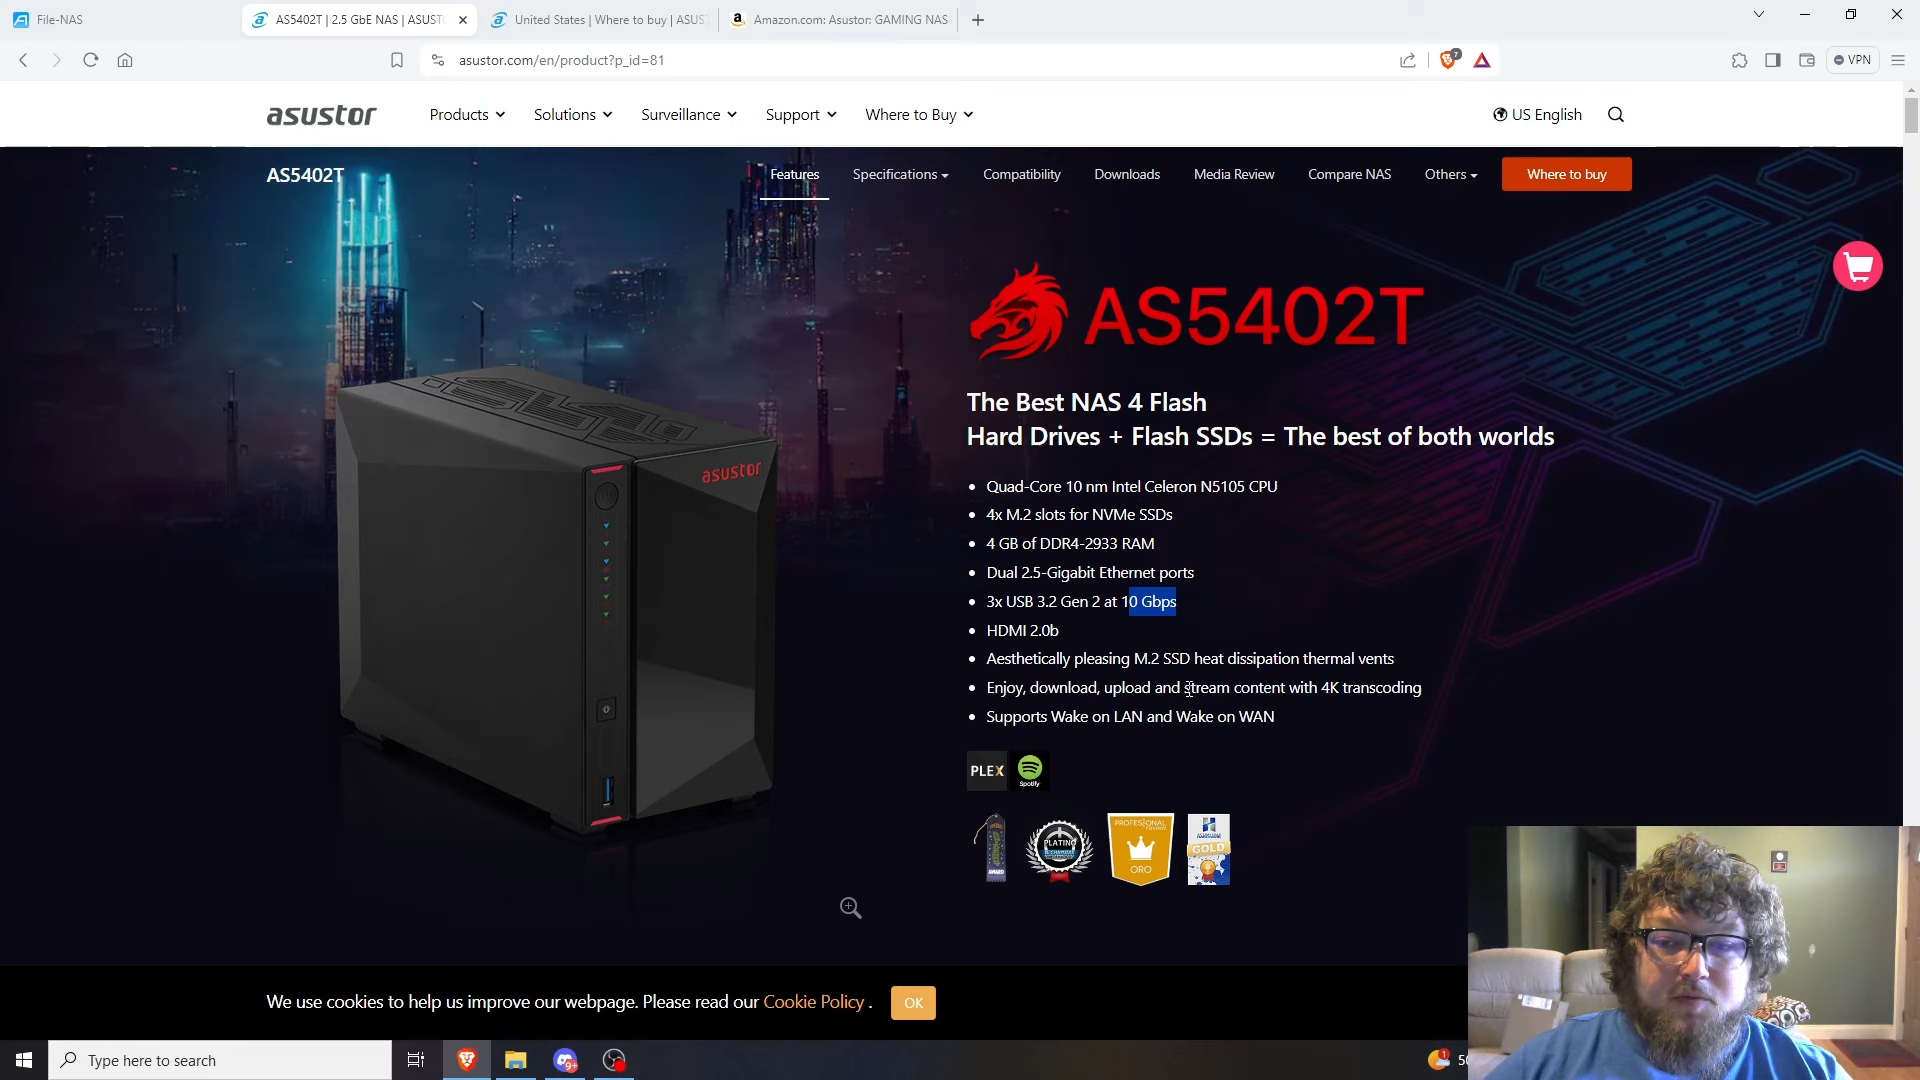 File-NAS
AS5402T | 2.5 GbE NAS | ASUST
United States | Where to buy | ASUS
Amazon.com: Asustor: GAMING NAS
asustor.com/en/product?p_id=81
7
VPN
asustor
Products
Solutions
Surveillance
Support
Where to Buy
US English
AS5402T
Features
Specifications
Compatibility
Downloads
Media Review
Compare NAS
Others
Where to buy
AS5402T
The Best NAS 4 Flash
Hard Drives + Flash SSDs = The best of both worlds
• Quad-Core 10 nm Intel Celeron N5105 CPU
• 4x M.2 slots for NVMe SSDs
• 4 GB of DDR4-2933 RAM
• Dual 2.5-Gigabit Ethernet ports
• 3x USB 3.2 Gen 2 at 10 Gbps
• HDMI 2.0b
• Aesthetically pleasing M.2 SSD heat dissipation thermal vents
• Enjoy, download, upload and stream content with 4K transcoding
• Supports Wake on LAN and Wake on WAN
asustor
PLEX
Spotify
AWARD
PLATINO
ORO
GOLD
We use cookies to help us improve our webpage. Please read our Cookie Policy .
OK
Type here to search
9+
1